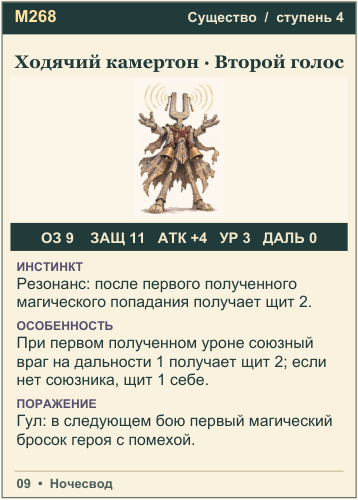 M268
Существо / ступень 4
Ходячий камертон · Второй голос
ОЗ 9 ЗАЩ 11 АТК +4 УР 3 ДАЛЬ 0
ИНСТИНКТ
Резонанс: после первого полученного
магического попадания получает щит 2.
ОСОБЕННОСТЬ
При первом полученном уроне союзный
враг на дальности 1 получает щит 2; если
нет союзника, щит 1 себе.
ПОРАЖЕНИЕ
Гул: в следующем бою первый магический
бросок героя с помехой.
09 • Ночесвод